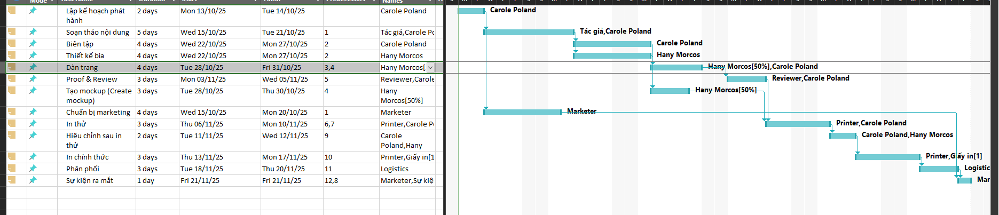 Mode Task Name Duration Start Finish Predecessors Names
Lập kế hoạch phát 2 days Mon 13/10/25 Tue 14/10/25 Carole Poland Carole Poland
hành
Soạn thảo nội dung 5 days Wed 15/10/25 Tue 21/10/25 1 Tác giả,Carole Po Tác giả,Carole Poland
Biên tập 4 days Wed 22/10/25 Mon 27/10/25 2 Carole Poland Carole Poland
Thiết kế bìa 4 days Wed 22/10/25 Mon 27/10/25 2 Hany Morcos Hany Morcos
Dàn trang 4 days Tue 28/10/25 Fri 31/10/25 3,4 Hany Morcos[ Hany Morcos[50%],Carole Poland
Proof & Review 3 days Mon 03/11/25 Wed 05/11/25 5 Reviewer,Carole Reviewer,Carole Poland
Tạo mockup (Create 3 days Tue 28/10/25 Thu 30/10/25 4 Hany Hany Morcos[50%]
mockup) Morcos[50%]
Chuẩn bị marketing 4 days Wed 15/10/25 Mon 20/10/25 1 Marketer Marketer
In thử 3 days Thu 06/11/25 Mon 10/11/25 6,7 Printer,Carole Po Printer,Carole Poland
Hiệu chỉnh sau in 2 days Tue 11/11/25 Wed 12/11/25 9 Carole Carole Poland,Hany Morcos
thử Poland,Hany
In chính thức 3 days Thu 13/11/25 Mon 17/11/25 10 Printer,Giấy in[1 Printer,Giấy in[1]
Phân phối 3 days Tue 18/11/25 Thu 20/11/25 11 Logistics Logistic
Sự kiện ra mắt 1 day Fri 21/11/25 Fri 21/11/25 12,8 Marketer,Sự kiệ Mar